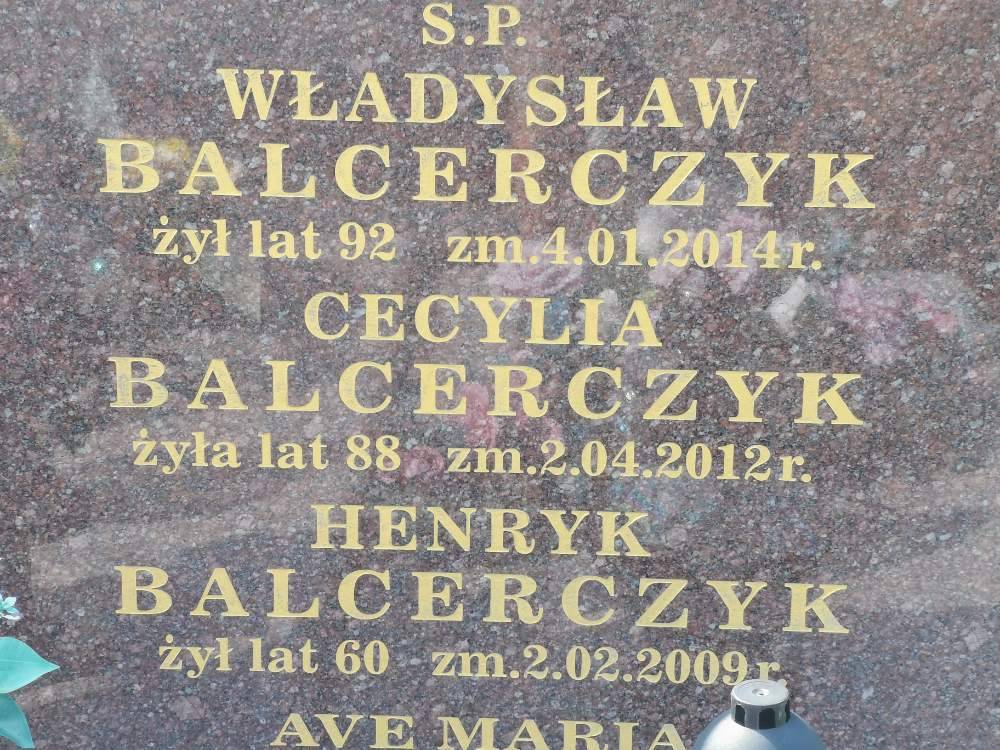 S.P.
WŁADYSŁAW
BALCERCZYK
żył lat 92 zm.4.01.2014r.
CECYLIA
BALCERCZYK
żyła lat 88 zm.2.04.2012r.
HENRYK
BALCERCZYK
żył lat 60 zm.2.02.2009r.
AVE MARIA